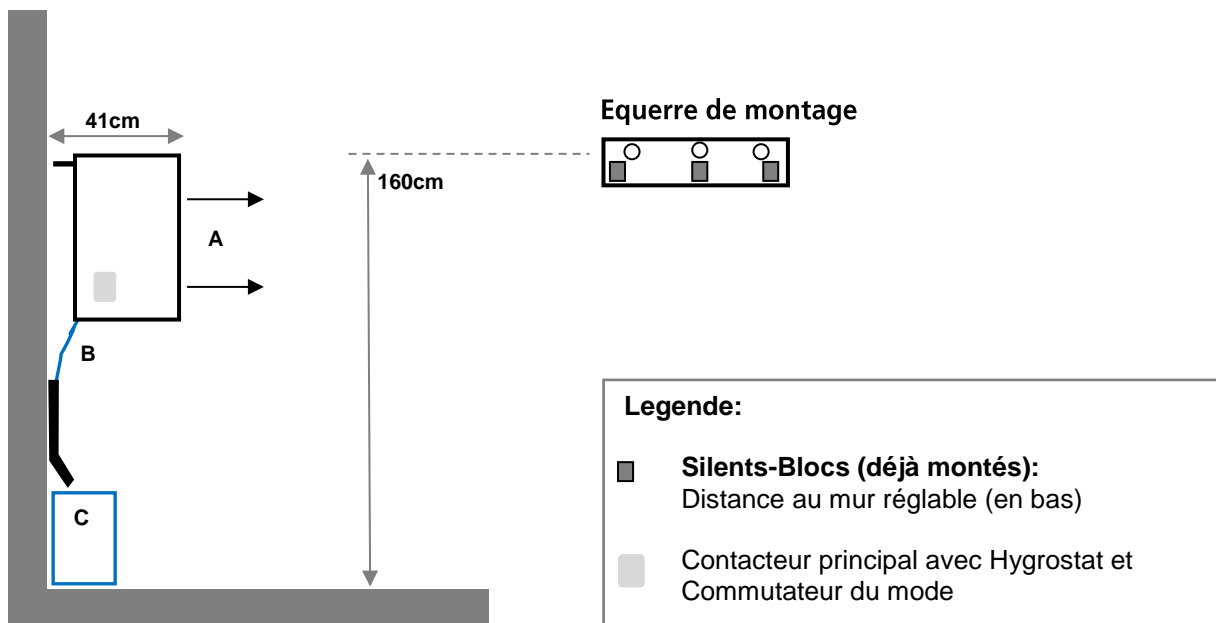 41cm
Equerre de montage
160cm
A
B
C
Legende:
Silents-Blocs (déjà montés):
Distance au mur réglable (en bas)
Contacteur principal avec Hygrostat et
Commutateur du mode